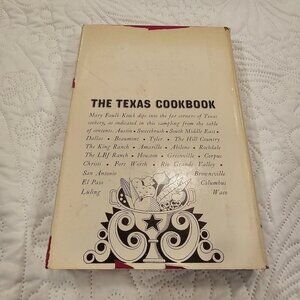 THE TEXAS COOKBOOK
Mary Faulk Koock dips into the far corners of Texas
cookery, as indicated in this sampling from the table
of contents: Austin • Sweetbrush • South Middle East •
Dallas • Beaumont • Tyler • The Hill Country
The King Ranch • Amarillo • Abilene • Rochdale
The LBJ Ranch • Houston • Greenville • Corpus
Christi • Fort Worth • Rio Grande Valley
San Antonio Brownsville
El Paso Columbus
Luling Waco